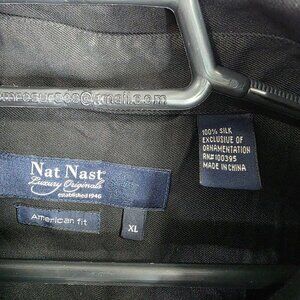 Nat Nast
Luxury Originals
established 1946
American fit
XL
100% SILK
EXCLUSIVE OF
ORNAMENTATION
RN#100395
MADE IN CHINA